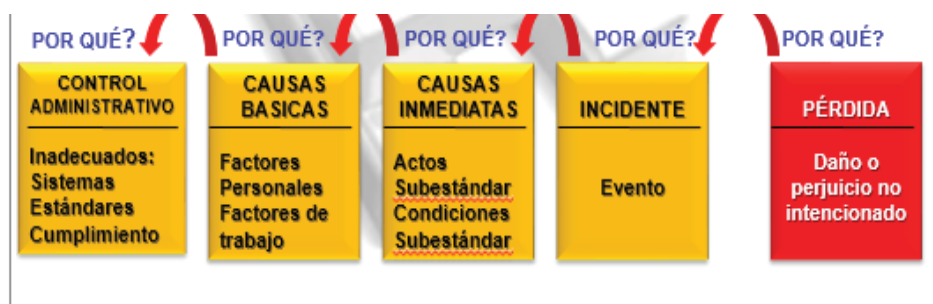 POR QUÉ? POR QUÉ? POR QUÉ? POR QUÉ? POR QUÉ?
CONTROL
ADMINISTRATIVO
Inadecuados:
Sistemas
Estándares
Cumplimiento
CAUSAS
BASICAS
Factores
Personales
Factores de
trabajo
CAUSAS
INMEDIATAS
Actos
Subestándar
Condiciones
Subestándar
INCIDENTE
Evento
PÉRDIDA
Daño o
perjuicio no
intencionado